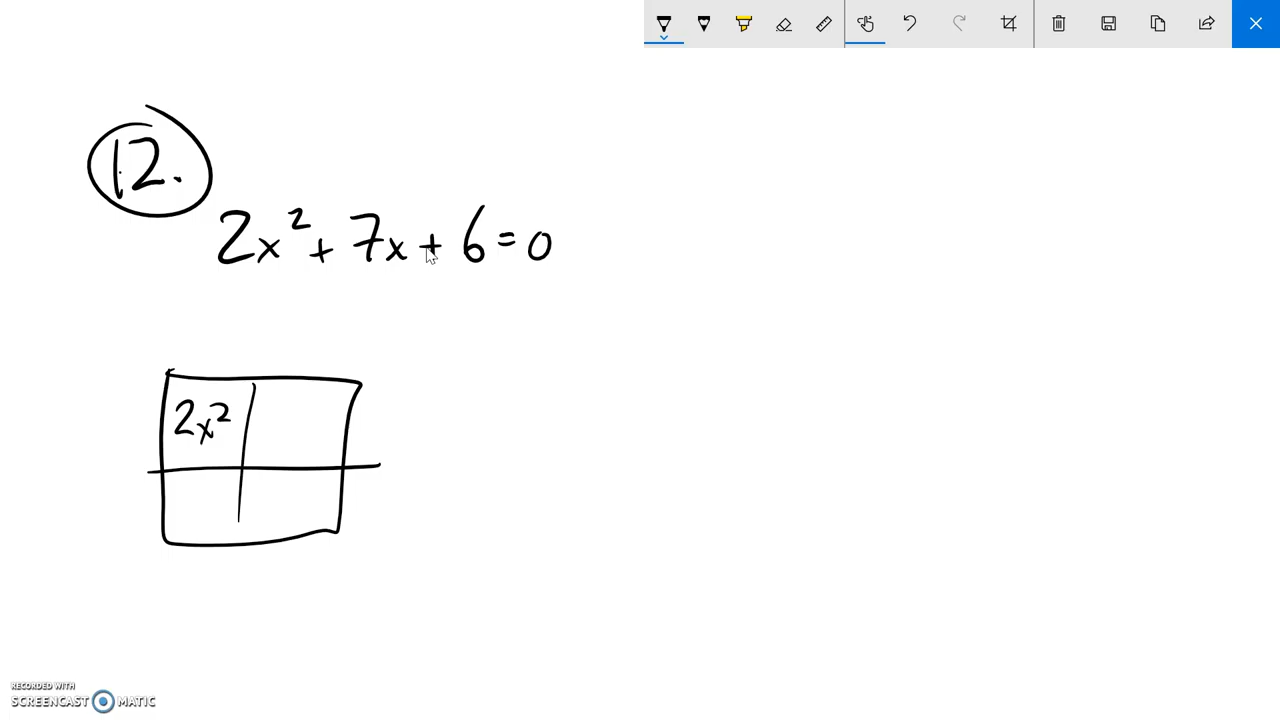 12.
2x² + 7x + 6 = 0
2x²
RECORDED WITH
SCREENCAST MATIC